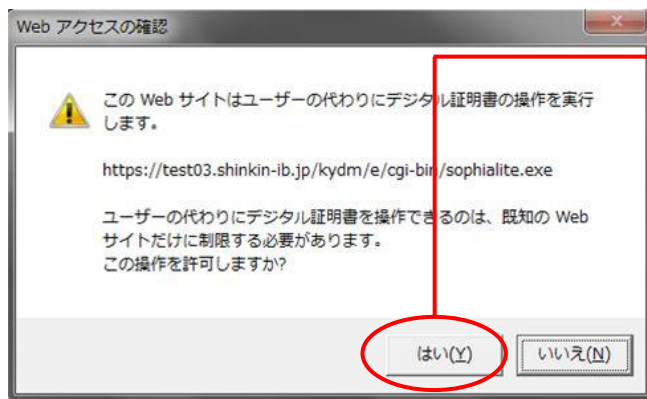 Web アクセスの確認
この Web サイトはユーザーの代わりにデジタル証明書の操作を実行
します。
https://test03.shinkin-ib.jp/kydm/e/cgi-bin/sophialite.exe
ユーザーの代わりにデジタル証明書を操作できるのは、既知の Web
サイトだけに制限する必要があります。
この操作を許可しますか?
はい(Y) いいえ(N)